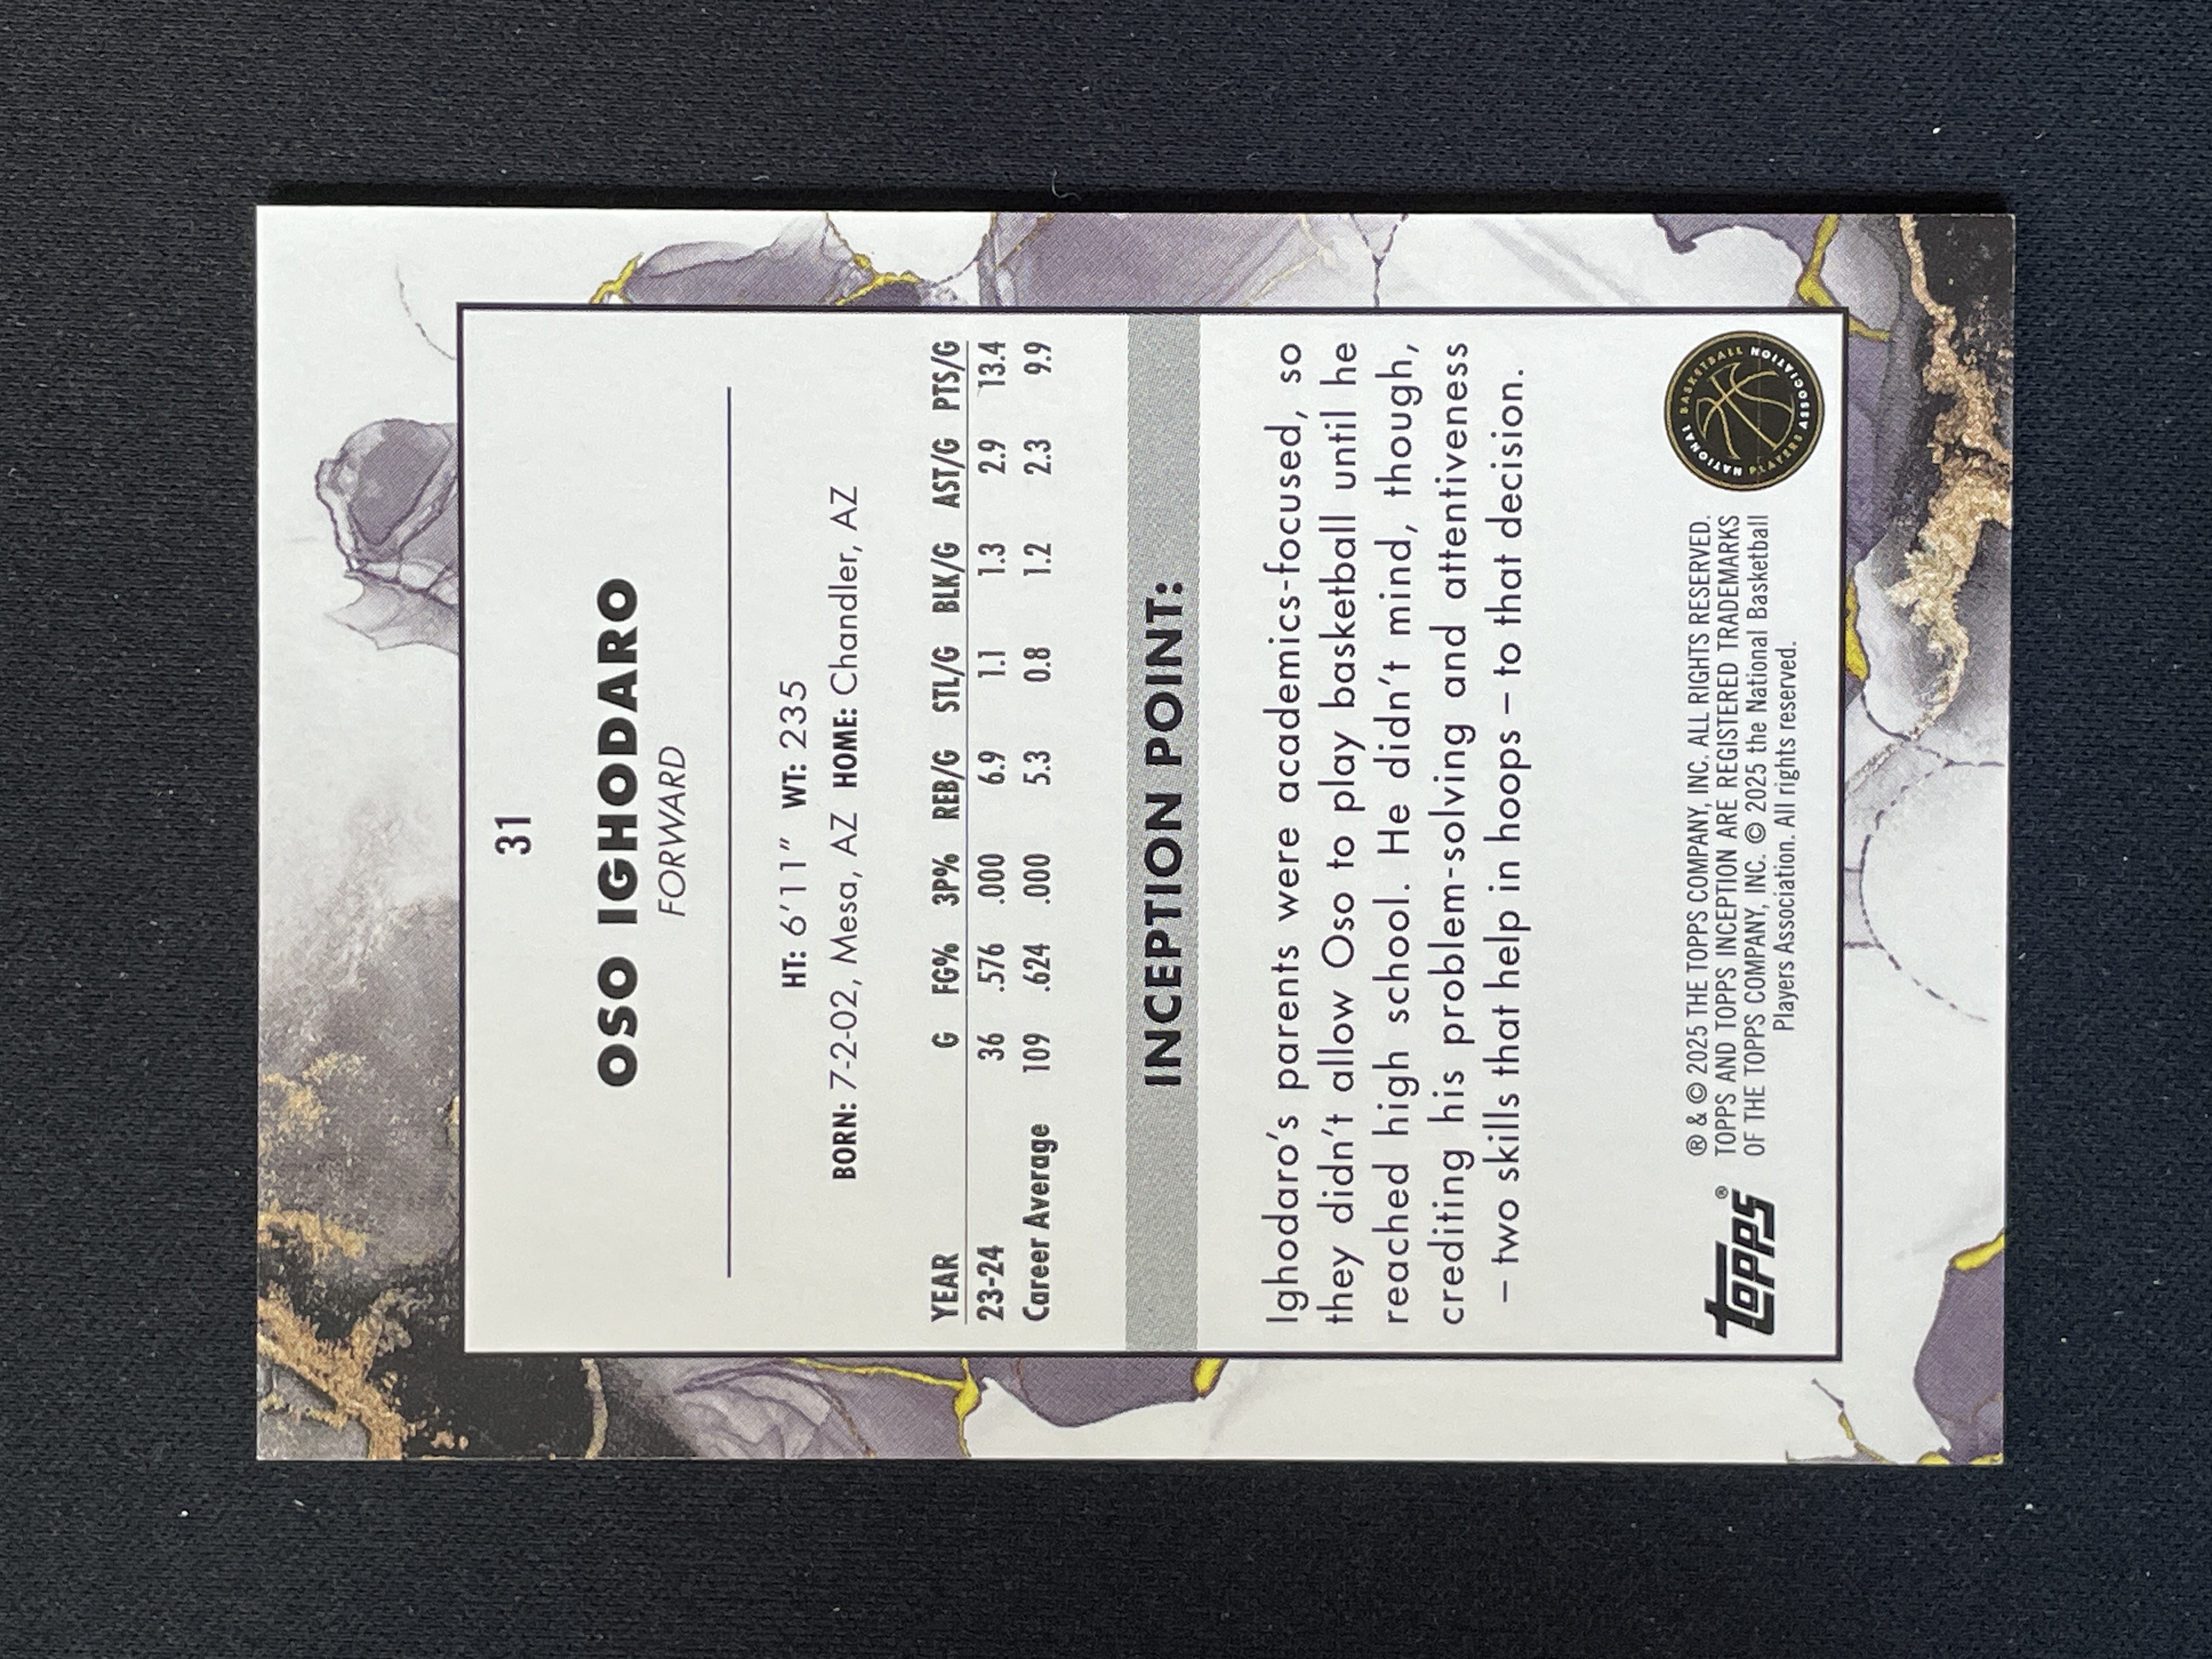 31
OSO IGHODARO
FORWARD
HT: 6'11" WT: 235
BORN: 7-2-02, Mesa, AZ HOME: Chandler, AZ
YEAR G FG% 3P% REB/G STL/G BLK/G AST/G PTS/G
23-24 36 .576 .000 6.9 1.1 1.3 2.9 13.4
Career Average 109 .624 .000 5.3 0.8 1.2 2.3 9.9
INCEPTION POINT:
Ighodaro's parents were academics-focused, so
they didn't allow Oso to play basketball until he
reached high school. He didn't mind, though,
crediting his problem-solving and attentiveness
– two skills that help in hoops – to that decision.
topps®
® & © 2025 THE TOPPS COMPANY, INC. ALL RIGHTS RESERVED.
TOPPS AND TOPPS INCEPTION ARE REGISTERED TRADEMARKS
OF THE TOPPS COMPANY, INC. © 2025 the National Basketball
Players Association. All rights reserved.
NATIONAL BASKETBALL
PLAYERS ASSOCIATION